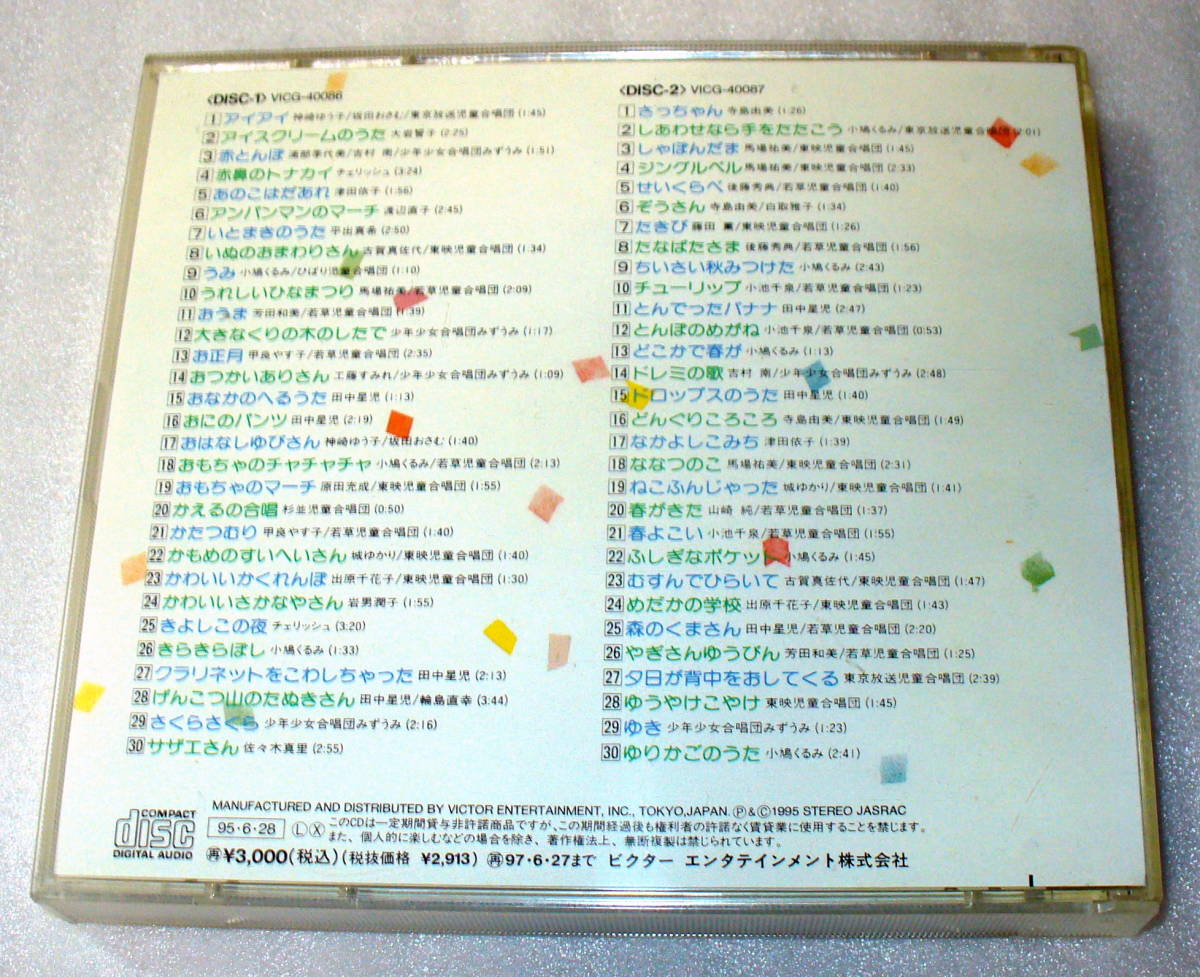 〈DISC-1〉 VICG-40086
1 アイアイ 神崎ゆう子/坂田おさむ/東京放送児童合唱団 (1:45)
2 アイスクリームのうた 大岩智子 (2:25)
3 赤とんぼ 浦部孝代美/吉村 南/少年少女合唱団みずうみ (1:51)
4 赤鼻のトナカイ チェリッシュ (3:24)
5 あのこはだあれ 津田依子 (1:56)
6 アンパンマンのマーチ 渡辺直子 (2:45)
7 いとまきのうた 平出真希 (2:50)
8 いぬのおまわりさん 古賀真佐代/東映児童合唱団 (1:34)
9 うみ 小鳩くるみ/ひばり児童合唱団 (1:10)
10 うれしいひなまつり 馬場祐美/若草児童合唱団 (2:09)
11 おうま 芳田和美/若草児童合唱団 (1:39)
12 大きなくりの木のしたで 少年少女合唱団みずうみ (1:17)
13 お正月 甲良やす子/若草児童合唱団 (2:35)
14 おつかいありさん 工藤すみれ/少年少女合唱団みずうみ (1:09)
15 おなかのへるうた 田中星児 (1:13)
16 おにのパンツ 田中星児 (2:19)
17 おはなしゆびさん 神崎ゆう子/坂田おさむ (1:40)
18 おもちゃのチャチャチャ 小鳩くるみ/若草児童合唱団 (2:13)
19 おもちゃのマーチ 原田充成/東映児童合唱団 (1:55)
20 かえるの合唱 杉並児童合唱団 (0:50)
21 かたつむり 甲良やす子/若草児童合唱団 (1:40)
22 かもめのすいへいさん 城ゆかり/東映児童合唱団 (1:40)
23 かわいいかくれんぼ 出原千花子/東映児童合唱団 (1:30)
24 かわいいさかなやさん 岩男潤子 (1:55)
25 きよしこの夜 チェリッシュ (3:20)
26 きらきらぼし 小鳩くるみ (1:33)
27 クラリネットをこわしちゃった 田中星児 (2:13)
28 げんこつ山のたぬきさん 田中星児/輪島直幸 (3:44)
29 さくらさくら 少年少女合唱団みずうみ (2:16)
30 サザエさん 佐々木真里 (2:55)
〈DISC-2〉 VICG-40087
1 さっちゃん 寺島由美 (1:26)
2 しあわせなら手をたたこう 小鳩くるみ/東京放送児童合唱団 (2:01)
3 しゃぼんだま 馬場祐美/東映児童合唱団 (1:45)
4 ジングルベル 馬場祐美/東映児童合唱団 (2:33)
5 せいくらべ 後藤秀典/若草児童合唱団 (1:40)
6 ぞうさん 寺島由美/白取雅子 (1:34)
7 たきび 藤田 薫/東映児童合唱団 (1:26)
8 たなばたさま 後藤秀典/若草児童合唱団 (1:56)
9 ちいさい秋みつけた 小鳩くるみ (2:43)
10 チューリップ 小池千泉/若草児童合唱団 (1:23)
11 とんでったバナナ 田中星児 (2:47)
12 とんぼのめがね 小池千泉/若草児童合唱団 (0:53)
13 どこかで春が 小鳩くるみ (1:13)
14 ドレミの歌 吉村 南/少年少女合唱団みずうみ (2:48)
15 ドロップスのうた 田中星児 (1:40)
16 どんぐりころころ 寺島由美/東映児童合唱団 (1:49)
17 なかよしこみち 津田依子 (1:39)
18 ななつのこ 馬場祐美/東映児童合唱団 (2:31)
19 ねこふんじゃった 城ゆかり/東映児童合唱団 (1:41)
20 春がきた 山崎 純/若草児童合唱団 (1:37)
21 春よこい 小池千泉/若草児童合唱団 (1:55)
22 ふしぎなポケット 小鳩くるみ (1:45)
23 むすんでひらいて 古賀真佐代/東映児童合唱団 (1:47)
24 めだかの学校 出原千花子/東映児童合唱団 (1:43)
25 森のくまさん 田中星児/若草児童合唱団 (2:20)
26 やぎさんゆうびん 芳田和美/若草児童合唱団 (1:25)
27 夕日が背中をおしてくる 東京放送児童合唱団 (2:39)
28 ゆうやけこやけ 東映児童合唱団 (1:45)
29 ゆき 少年少女合唱団みずうみ (1:23)
30 ゆりかごのうた 小鳩くるみ (2:41)
COMPACT
disc
DIGITAL AUDIO
MANUFACTURED AND DISTRIBUTED BY VICTOR ENTERTAINMENT, INC., TOKYO, JAPAN. Ⓟ&Ⓒ1995 STEREO JASRAC
95・6・28 Ⓛ Ⓧ このCDは一定期間貸与非許諾商品ですが、この期間経過後も権利者の許諾なく賃貸業に使用することを禁じます。
また、個人的に楽しむなどの場合を除き、著作権法上、無断複製は禁じられています。
再¥3,000(税込)(税抜価格 ¥2,913) 再97・6・27まで ビクター エンタテインメント株式会社